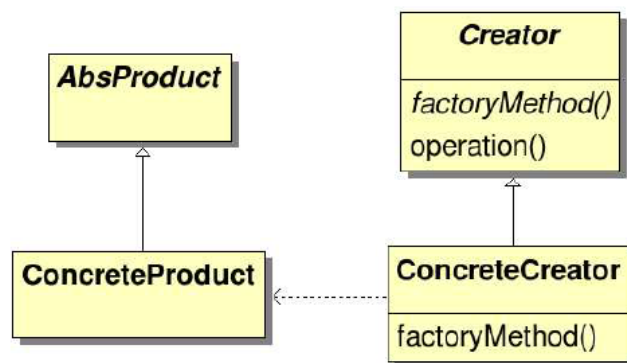 Creator
AbsProduct
factoryMethod()
operation()
ConcreteProduct
ConcreteCreator
factoryMethod()